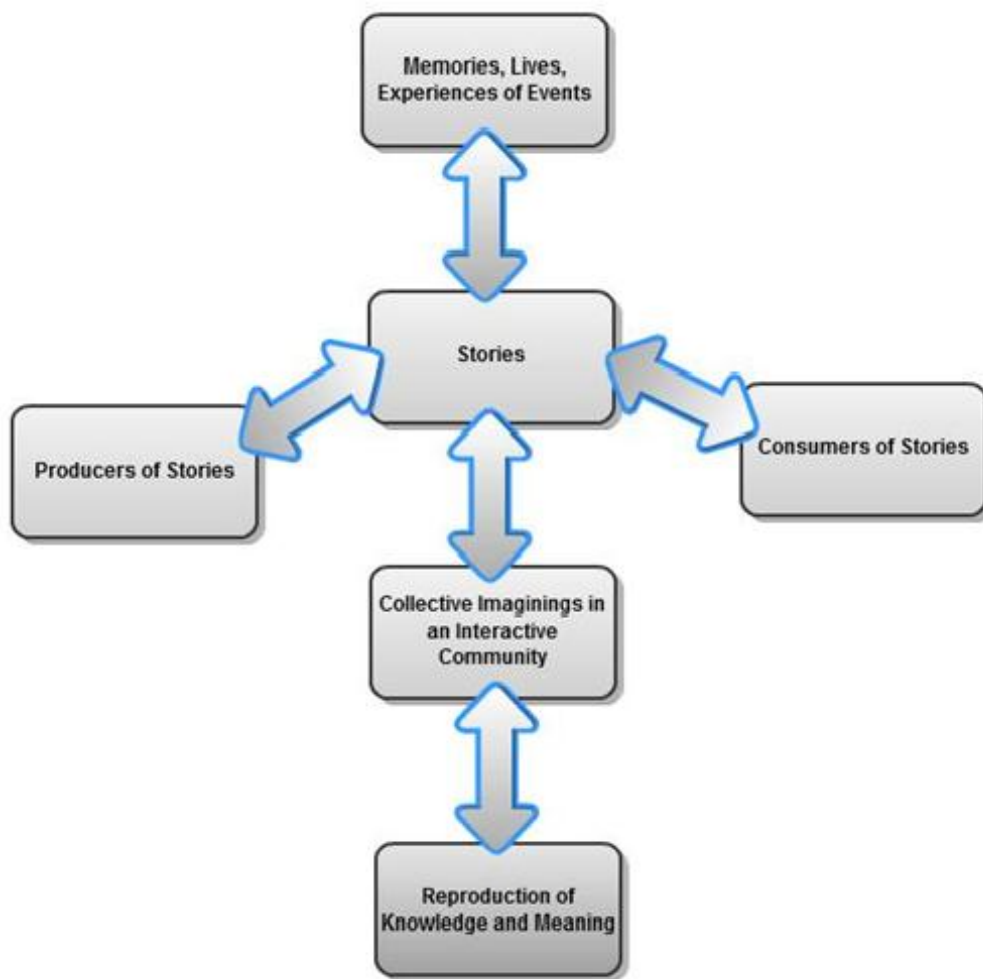 Memories, Lives,
Experiences of Events
Stories
Producers of Stories
Consumers of Stories
Collective Imaginings in
an Interactive
Community
Reproduction of
Knowledge and Meaning